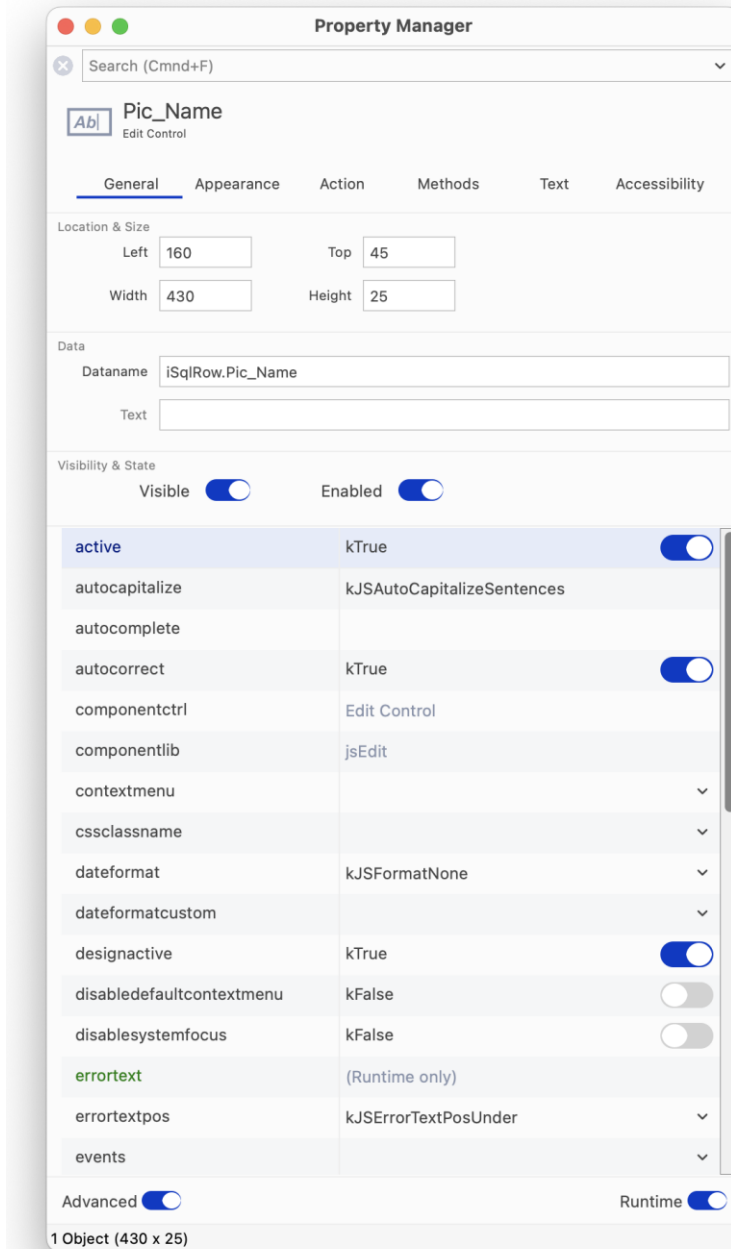 Property Manager
Search (Cmnd+F)
Ab
Pic_Name
Edit Control
General Appearance Action Methods Text Accessibility
Location & Size
Left 160 Top 45
Width 430 Height 25
Data
Dataname iSqlRow.Pic_Name
Text
Visibility & State
Visible Enabled
active kTrue
autocapitalize kJSAutoCapitalizeSentences
autocomplete
autocorrect kTrue
componentctrl Edit Control
componentlib jsEdit
contextmenu
cssclassname
dateformat kJSFormatNone
dateformatcustom
designactive kTrue
disabledefaultcontextmenu kFalse
disablesystemfocus kFalse
errortext (Runtime only)
errortextpos kJSErrorTextPosUnder
events
Advanced Runtime
1 Object (430 x 25)